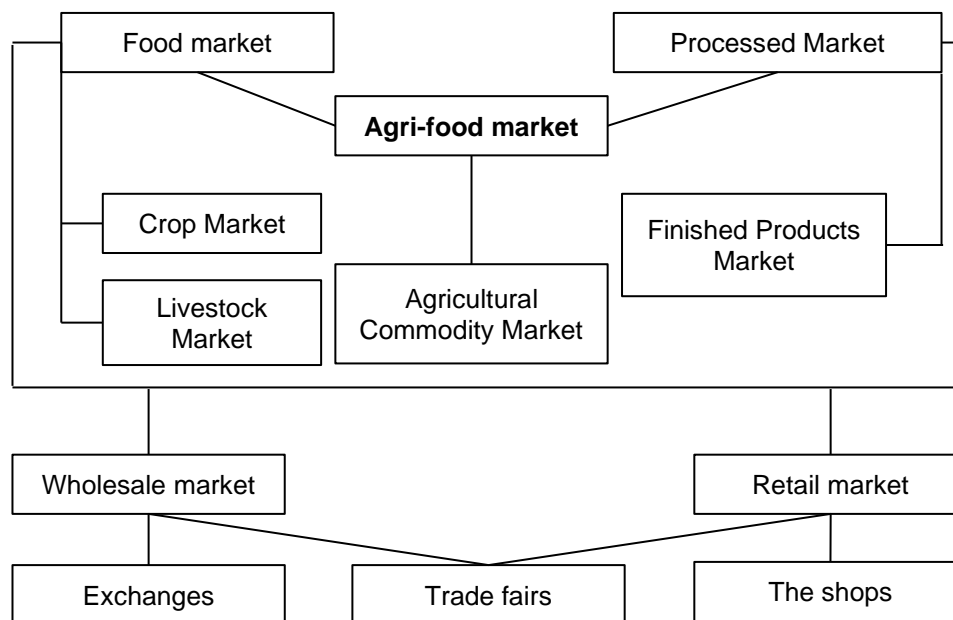 Food market
Processed Market
Agri-food market
Crop Market
Finished Products
Market
Livestock
Market
Agricultural
Commodity Market
Wholesale market
Retail market
Exchanges
Trade fairs
The shops